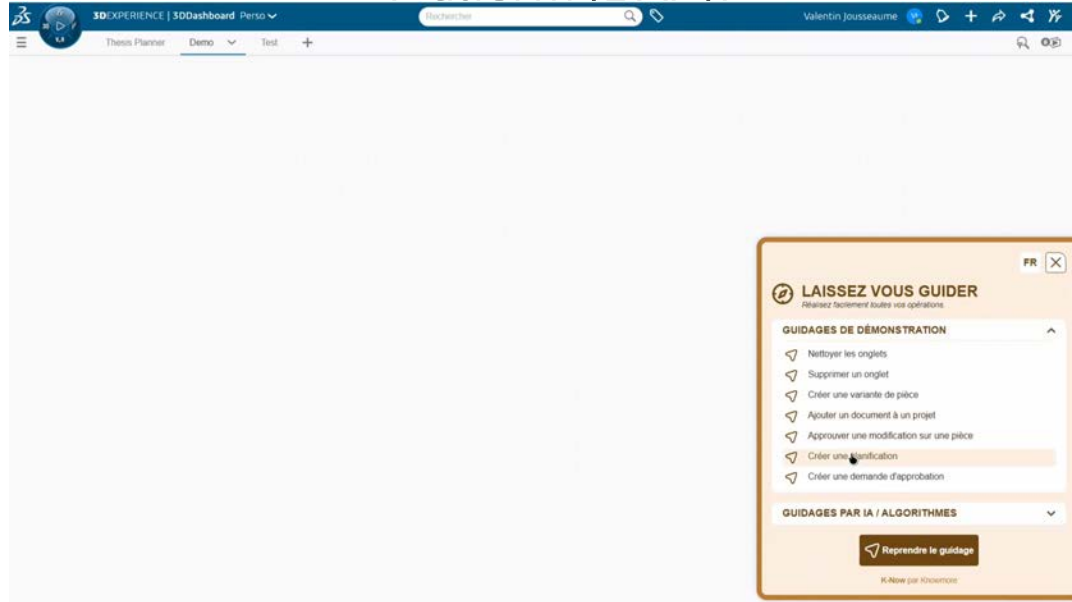 3DEXPERIENCE | 3DDashboard Perso
Rechercher
Valentin Jousseaume
Thesis Planner
Demo
Test
FR
LAISSEZ VOUS GUIDER
Réalisez facilement toutes vos opérations.
GUIDAGES DE DÉMONSTRATION
Nettoyer les onglets
Supprimer un onglet
Créer une variante de pièce
Ajouter un document à un projet
Approuver une modification sur une pièce
Créer une planification
Créer une demande d'approbation
GUIDAGES PAR IA / ALGORITHMES
Reprendre le guidage
K-Now par Knowmore